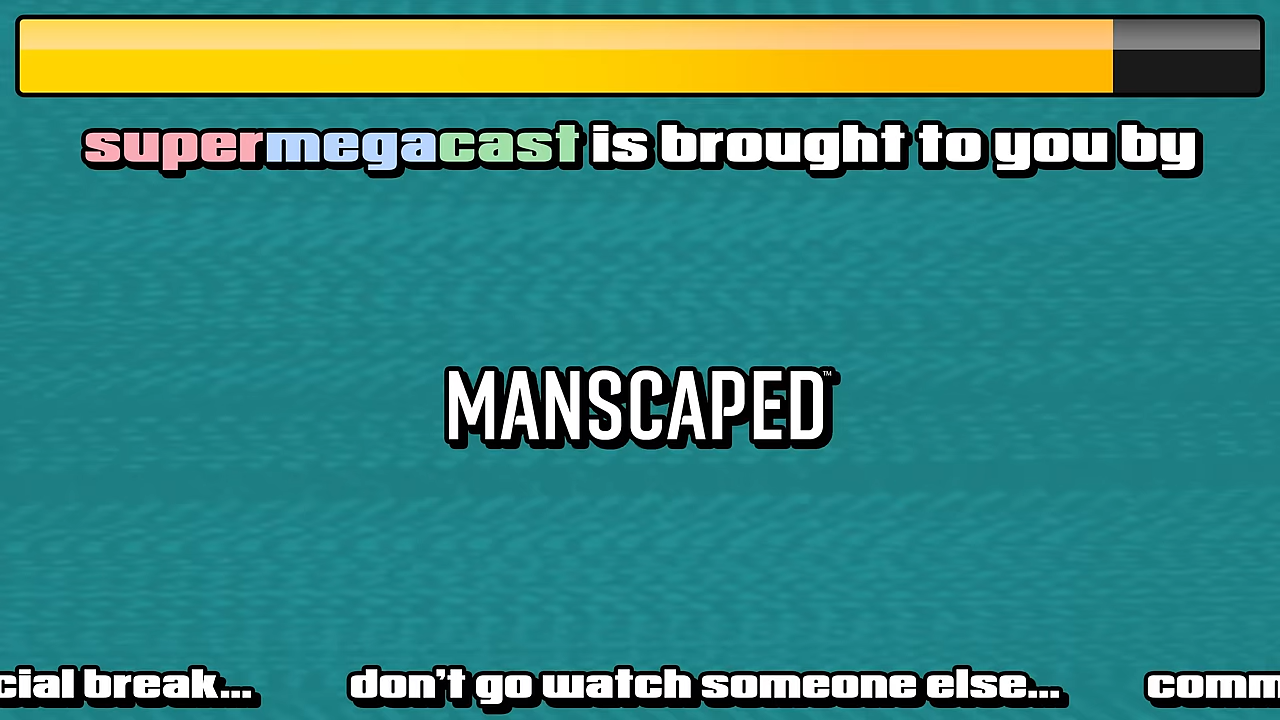 supermegacast is brought to you by
MANSCAPED™
cial break... don't go watch someone else... comm